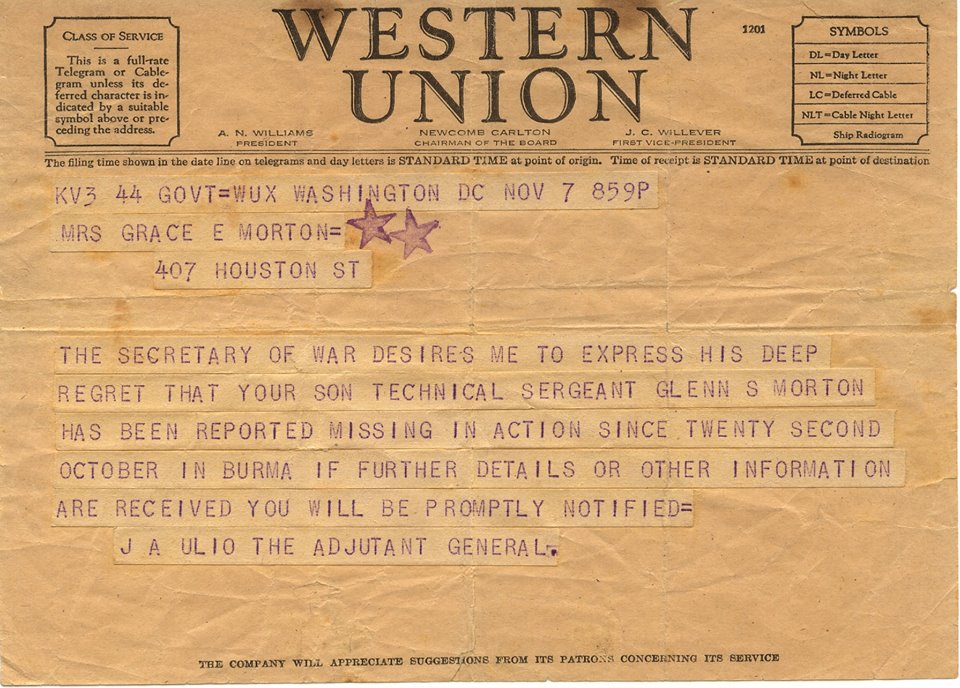 CLASS OF SERVICE
This is a full-rate
Telegram or Cable-
gram unless its de-
ferred character is in-
dicated by a suitable
symbol above or pre-
ceding the address.
WESTERN
UNION
1201
A. N. WILLIAMS
PRESIDENT
NEWCOMB CARLTON
CHAIRMAN OF THE BOARD
J. C. WILLEVER
FIRST VICE-PRESIDENT
SYMBOLS
DL=Day Letter
NL=Night Letter
LC=Deferred Cable
NLT=Cable Night Letter
Ship Radiogram
The filing time shown in the date line on telegrams and day letters is STANDARD TIME at point of origin. Time of receipt is STANDARD TIME at point of destination
KV3 44 GOVT=WUX WASHINGTON DC NOV 7 859P
MRS GRACE E MORTON=
407 HOUSTON ST
THE SECRETARY OF WAR DESIRES ME TO EXPRESS HIS DEEP
REGRET THAT YOUR SON TECHNICAL SERGEANT GLENN S MORTON
HAS BEEN REPORTED MISSING IN ACTION SINCE TWENTY SECOND
OCTOBER IN BURMA IF FURTHER DETAILS OR OTHER INFORMATION
ARE RECEIVED YOU WILL BE PROMPTLY NOTIFIED=
J A ULIO THE ADJUTANT GENERAL.
THE COMPANY WILL APPRECIATE SUGGESTIONS FROM ITS PATRONS CONCERNING ITS SERVICE